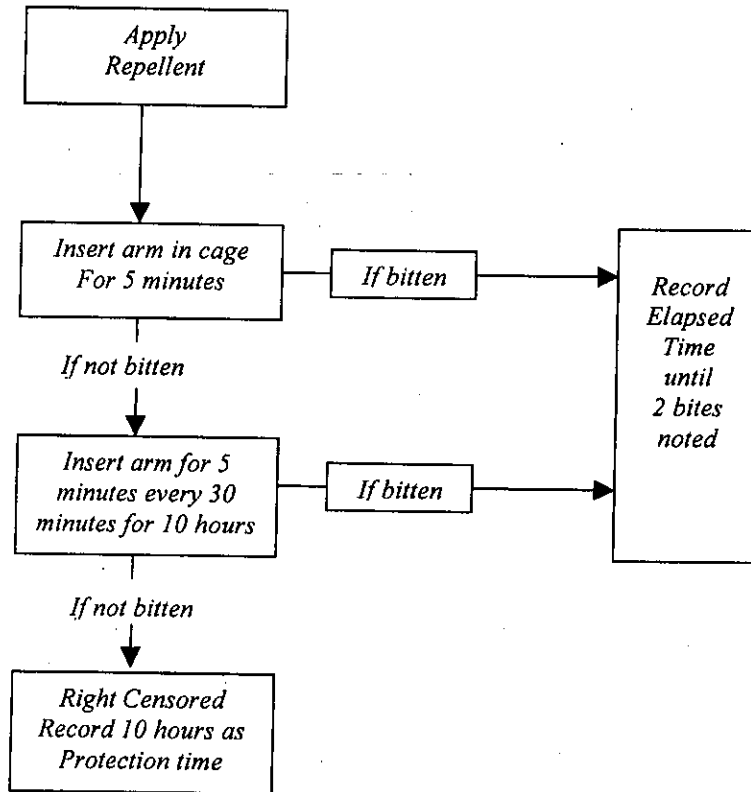 Apply
Repellent
Insert arm in cage
For 5 minutes
If bitten
Record
Elapsed
Time
until
2 bites
noted
If not bitten
Insert arm for 5
minutes every 30
minutes for 10 hours
If bitten
If not bitten
Right Censored
Record 10 hours as
Protection time